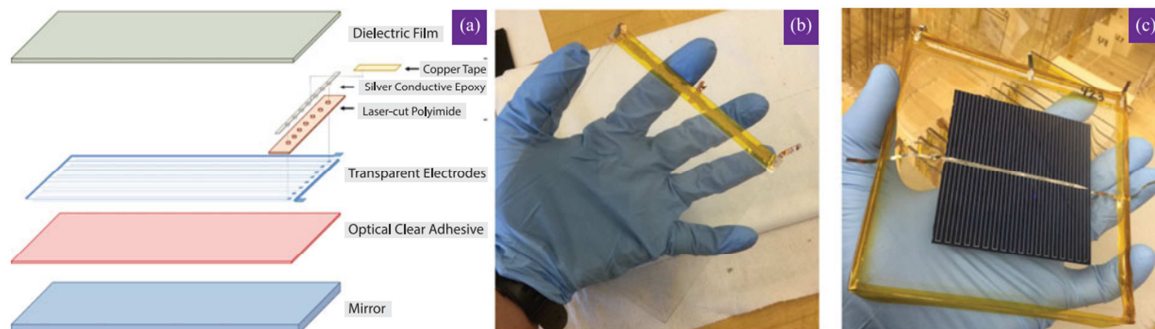 (a)
Dielectric Film
Copper Tape
Silver Conductive Epoxy
Laser-cut Polyimide
Transparent Electrodes
Optical Clear Adhesive
Mirror
(b)
(c)